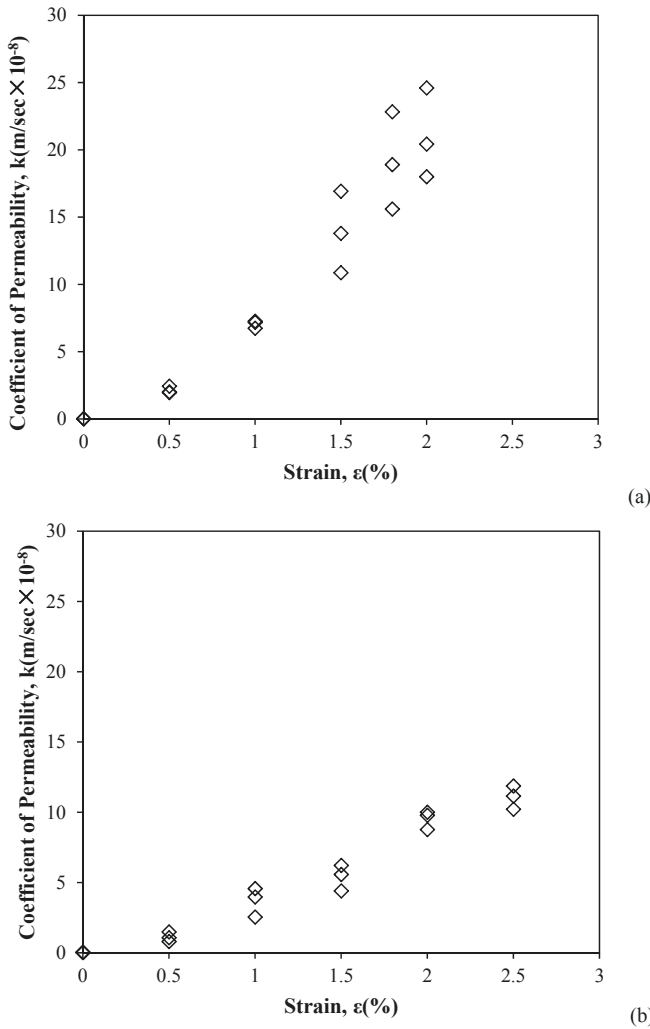 30
25
20
15
10
5
0
0 0.5 1 1.5 2 2.5 3
Coefficient of Permeability, k(m/sec×10⁻⁸)
Strain, ε(%)
(a)
30
25
20
15
10
5
0
0 0.5 1 1.5 2 2.5 3
Coefficient of Permeability, k(m/sec×10⁻⁸)
Strain, ε(%)
(b)